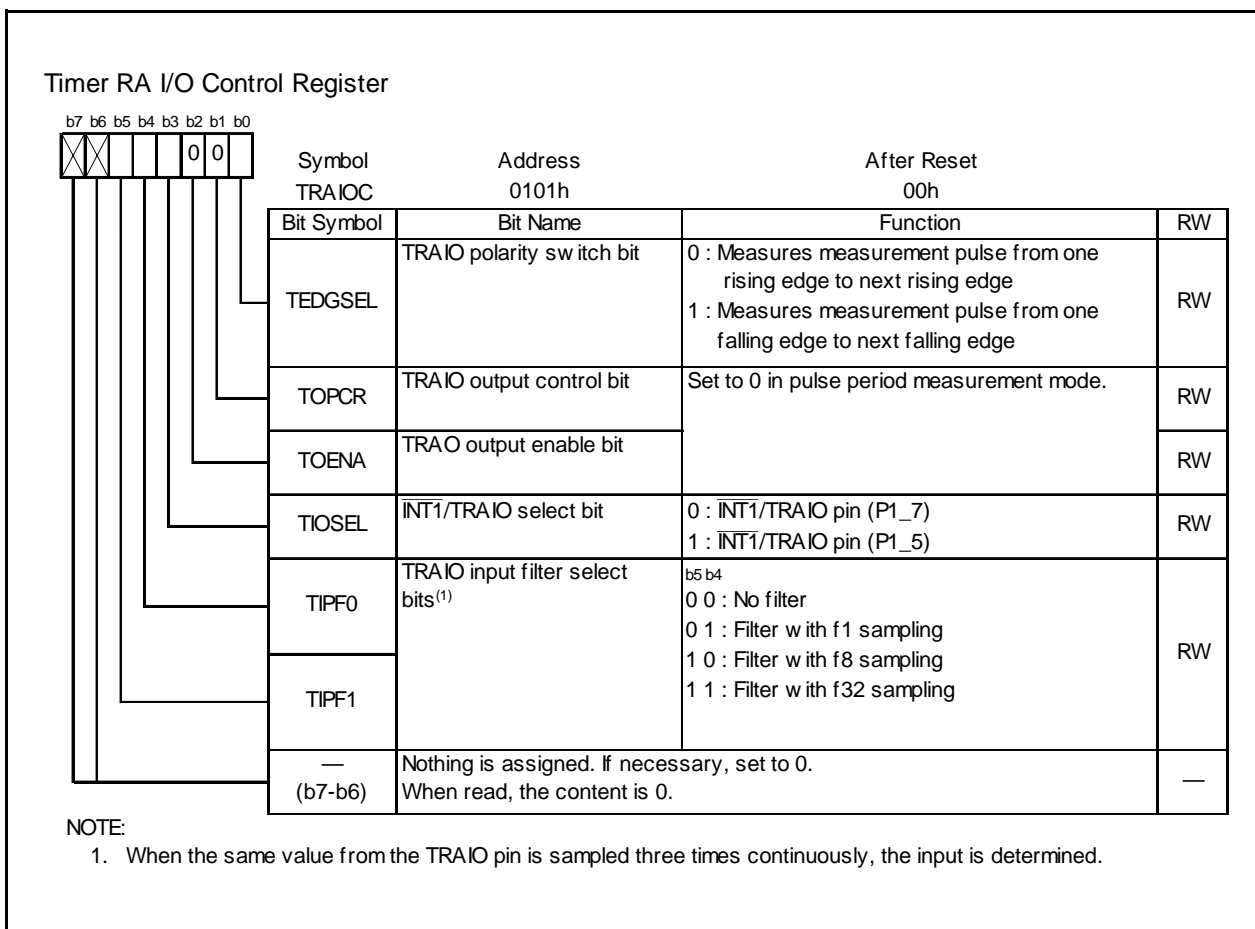 Timer RA I/O Control Register
b7 b6 b5 b4 b3 b2 b1 b0
0 0
Symbol Address After Reset
TRAIOC 0101h 00h
Bit Symbol Bit Name Function RW
TEDGSEL
TRAIO polarity switch bit
0 : Measures measurement pulse from one
rising edge to next rising edge
1 : Measures measurement pulse from one
falling edge to next falling edge
RW
TOPCR
TRAIO output control bit
Set to 0 in pulse period measurement mode.
RW
TOENA
TRAO output enable bit
RW
TIOSEL
INT1/TRAIO select bit
0 : INT1/TRAIO pin (P1_7)
1 : INT1/TRAIO pin (P1_5)
RW
TIPF0
TIPF1
TRAIO input filter select
bits(1)
b5 b4
0 0 : No filter
0 1 : Filter with f1 sampling
1 0 : Filter with f8 sampling
1 1 : Filter with f32 sampling
RW
—
(b7-b6)
Nothing is assigned. If necessary, set to 0.
When read, the content is 0.
—
NOTE:
1. When the same value from the TRAIO pin is sampled three times continuously, the input is determined.